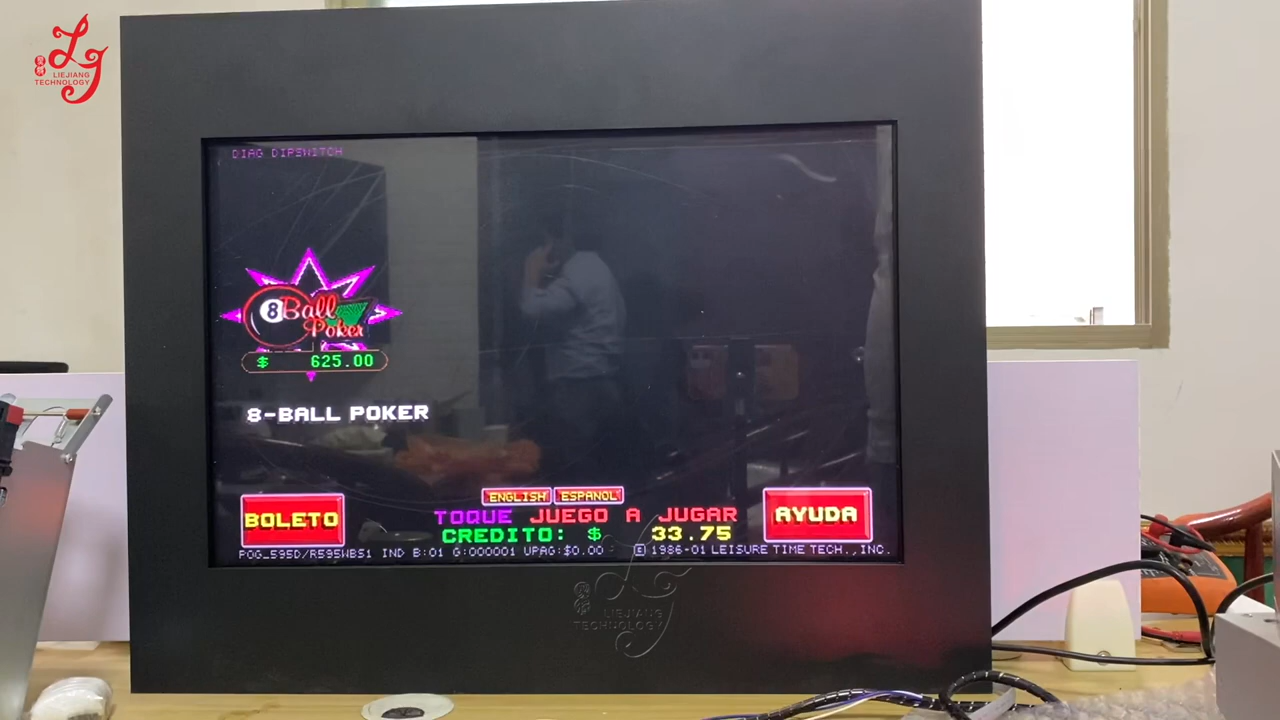 LIEJIANG
TECHNOLOGY
DIAG DIPSWITCH
8 Ball
Poker
$ 625.00
8-BALL POKER
ENGLISH ESPANOL
BOLETO
TOQUE JUEGO A JUGAR
AYUDA
CREDITO: $ 33.75
POG_595D/R595WBS1 IND B:01 G:000001 UPAG:$0.00 © 1986-01 LEISURE TIME TECH., INC.
LIEJIANG
TECHNOLOGY